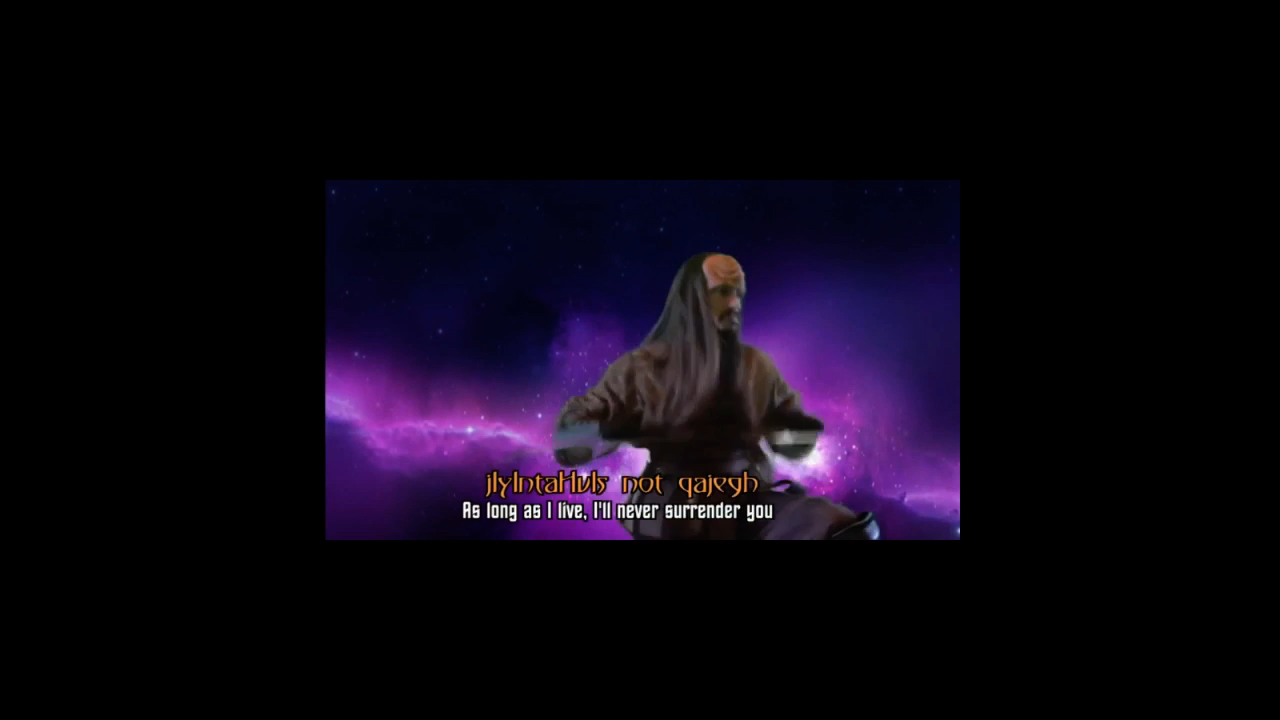 jIyIntaHvIS not qajegh
As long as I live, I'll never surrender you